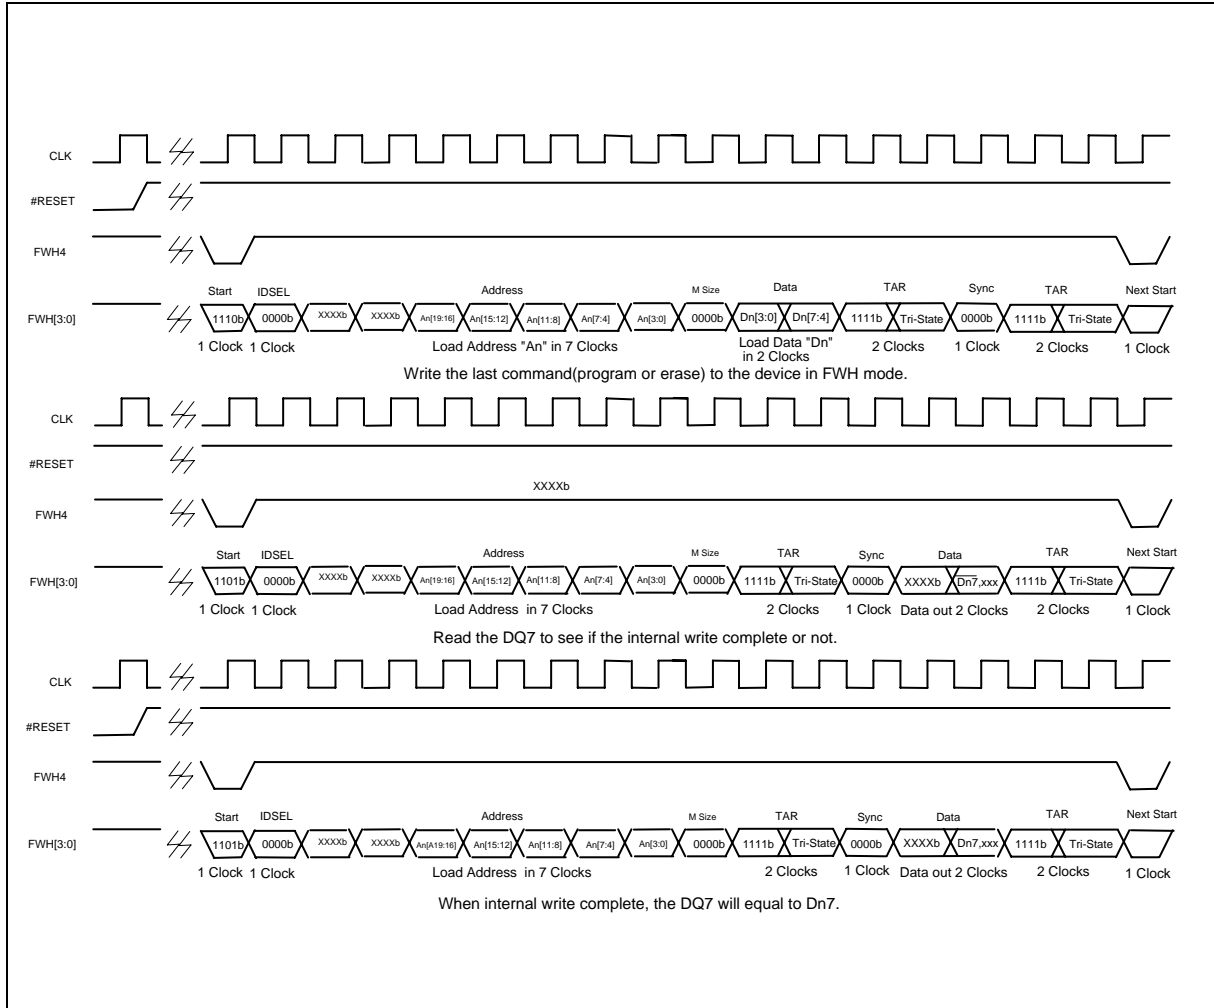 CLK
#RESET
FWH4
Start IDSEL Address M Size Data TAR Sync TAR Next Start
FWH[3:0] 1110b 0000b XXXXb XXXXb An[19:16] An[15:12] An[11:8] An[7:4] An[3:0] 0000b Dn[3:0] Dn[7:4] 1111b Tri-State 0000b 1111b Tri-State
1 Clock 1 Clock Load Address "An" in 7 Clocks Load Data "Dn" 2 Clocks 1 Clock 2 Clocks 1 Clock
in 2 Clocks
Write the last command(program or erase) to the device in FWH mode.
CLK
#RESET
XXXXb
FWH4
Start IDSEL Address M Size TAR Sync Data TAR Next Start
FWH[3:0] 1101b 0000b XXXXb XXXXb An[19:16] An[15:12] An[11:8] An[7:4] An[3:0] 0000b 1111b Tri-State 0000b XXXXb Dn7,xxx 1111b Tri-State
1 Clock 1 Clock Load Address in 7 Clocks 2 Clocks 1 Clock Data out 2 Clocks 2 Clocks 1 Clock
Read the DQ7 to see if the internal write complete or not.
CLK
#RESET
FWH4
Start IDSEL Address M Size TAR Sync Data TAR Next Start
FWH[3:0] 1101b 0000b XXXXb XXXXb An[A19:16] An[15:12] An[11:8] An[7:4] An[3:0] 0000b 1111b Tri-State 0000b XXXXb Dn7,xxx 1111b Tri-State
1 Clock 1 Clock Load Address in 7 Clocks 2 Clocks 1 Clock Data out 2 Clocks 2 Clocks 1 Clock
When internal write complete, the DQ7 will equal to Dn7.